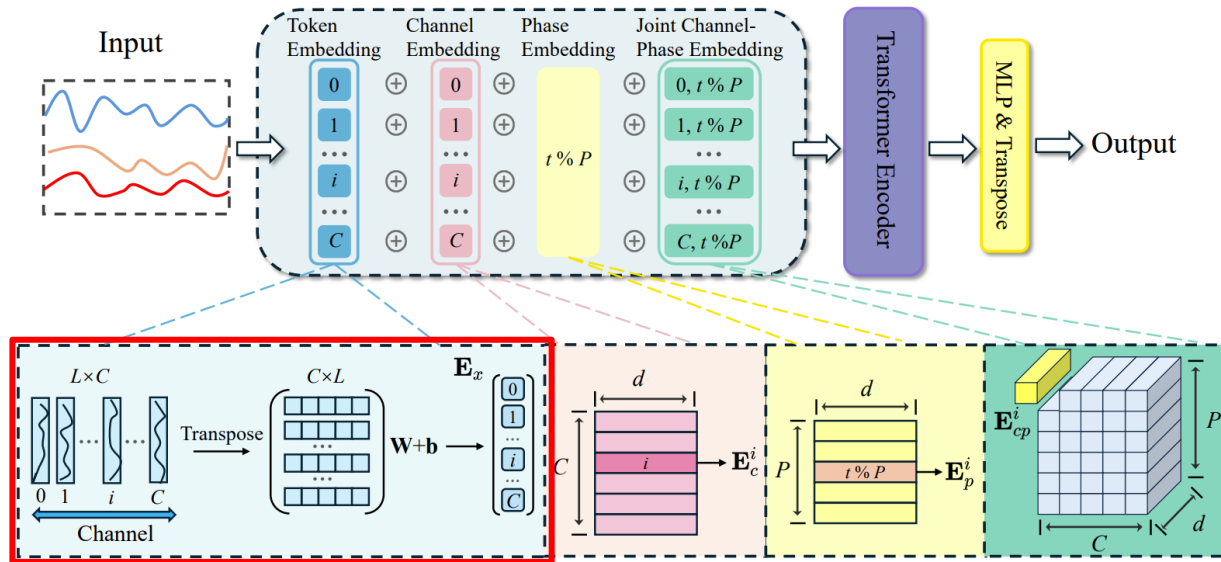 Input
Token
Embedding
Channel
Embedding
Phase
Embedding
Joint Channel-
Phase Embedding
0
0
0, t % P
1
1
1, t % P
...
...
...
t % P
i
i
i, t % P
...
...
...
C
C
C, t %P
Transformer Encoder
MLP & Transpose
Output
L×C
0 1 ... i ... C
Channel
Transpose
C×L
...
...
W+b
E_x
0
1
...
i
...
C
d
C
i
E_c^i
d
P
t % P
E_p^i
E_cp^i
P
d
C